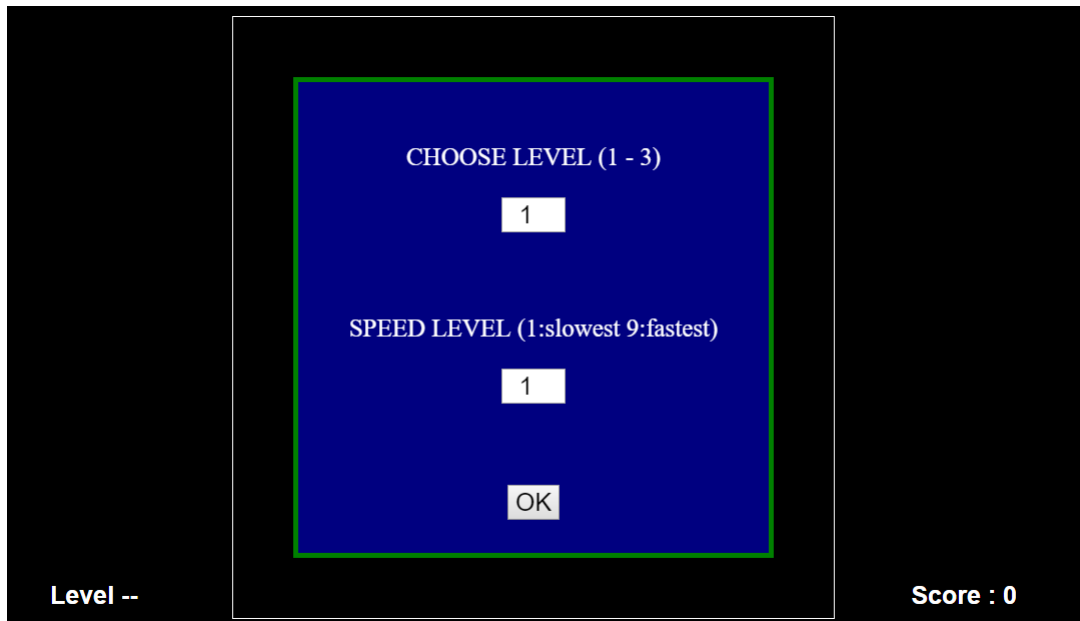 CHOOSE LEVEL (1 - 3)
1
SPEED LEVEL (1:slowest 9:fastest)
1
OK
Level --
Score : 0